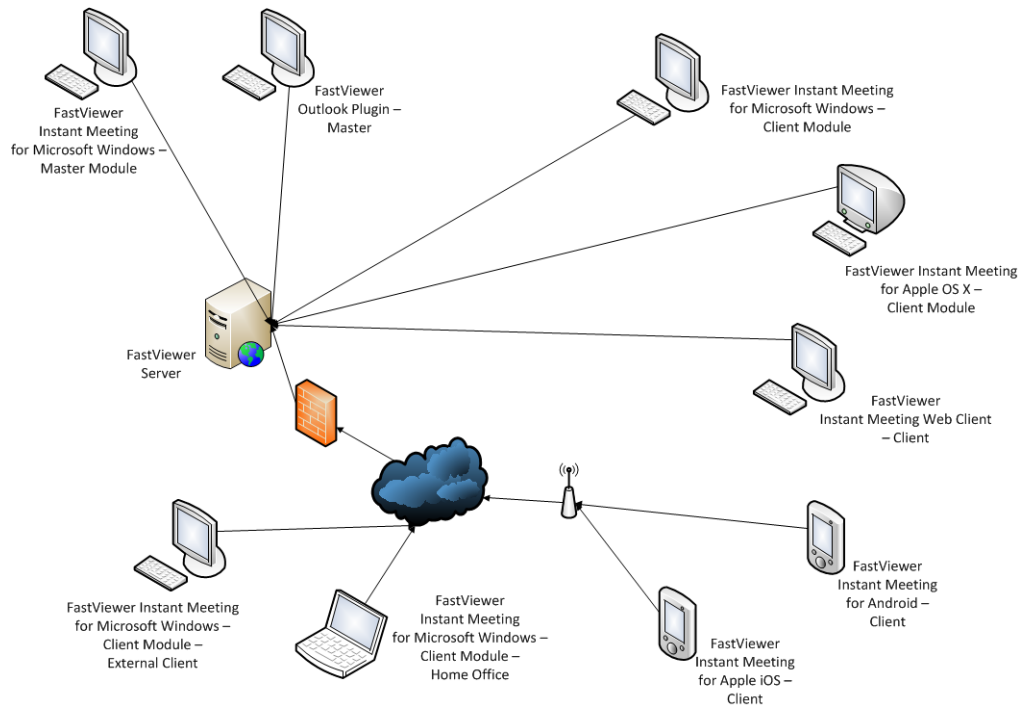 FastViewer
Instant Meeting
for Microsoft Windows –
Master Module
FastViewer
Outlook Plugin –
Master
FastViewer Instant Meeting
for Microsoft Windows –
Client Module
FastViewer Instant Meeting
for Apple OS X –
Client Module
FastViewer
Server
FastViewer
Instant Meeting Web Client
– Client
FastViewer Instant Meeting
for Microsoft Windows –
Client Module –
External Client
FastViewer
Instant Meeting
for Microsoft Windows –
Client Module –
Home Office
FastViewer
Instant Meeting
for Apple iOS –
Client
FastViewer
Instant Meeting
for Android –
Client